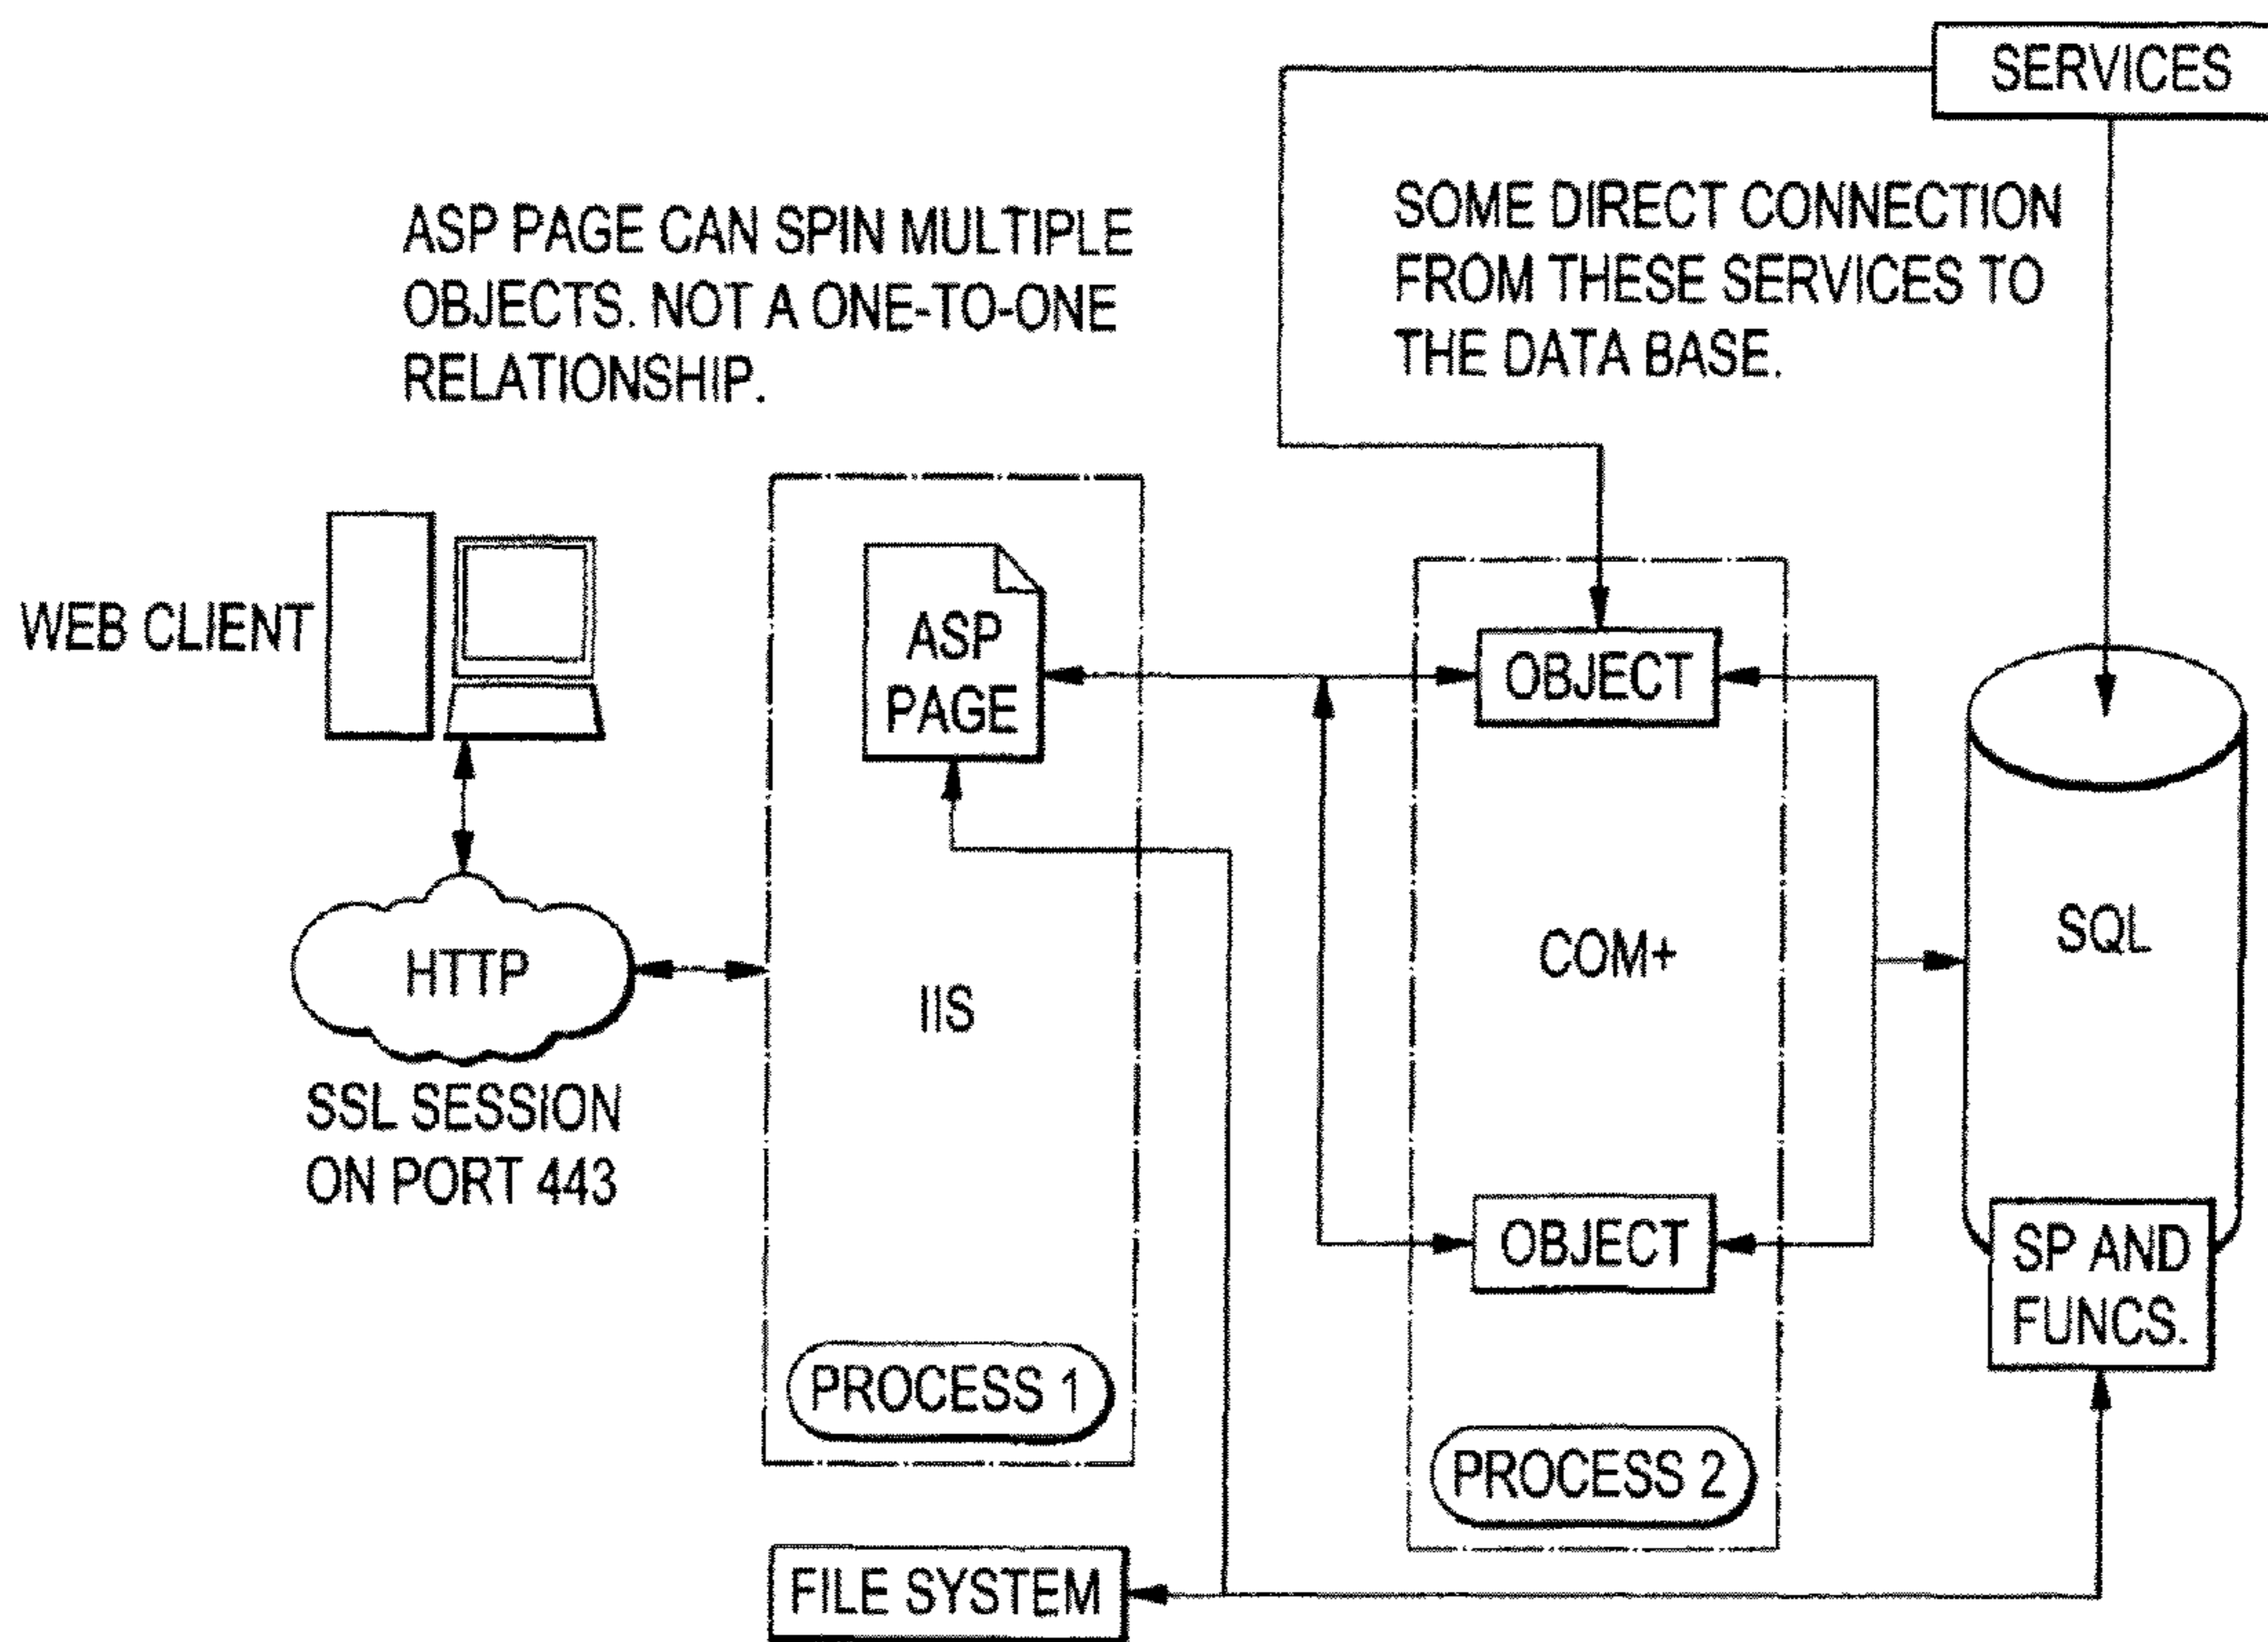 SERVICES
ASP PAGE CAN SPIN MULTIPLE
OBJECTS. NOT A ONE-TO-ONE
RELATIONSHIP.
SOME DIRECT CONNECTION
FROM THESE SERVICES TO
THE DATA BASE.
WEB CLIENT
ASP
PAGE
OBJECT
HTTP
IIS
COM+
SQL
SSL SESSION
ON PORT 443
OBJECT
SP AND
FUNCS.
PROCESS 1
PROCESS 2
FILE SYSTEM